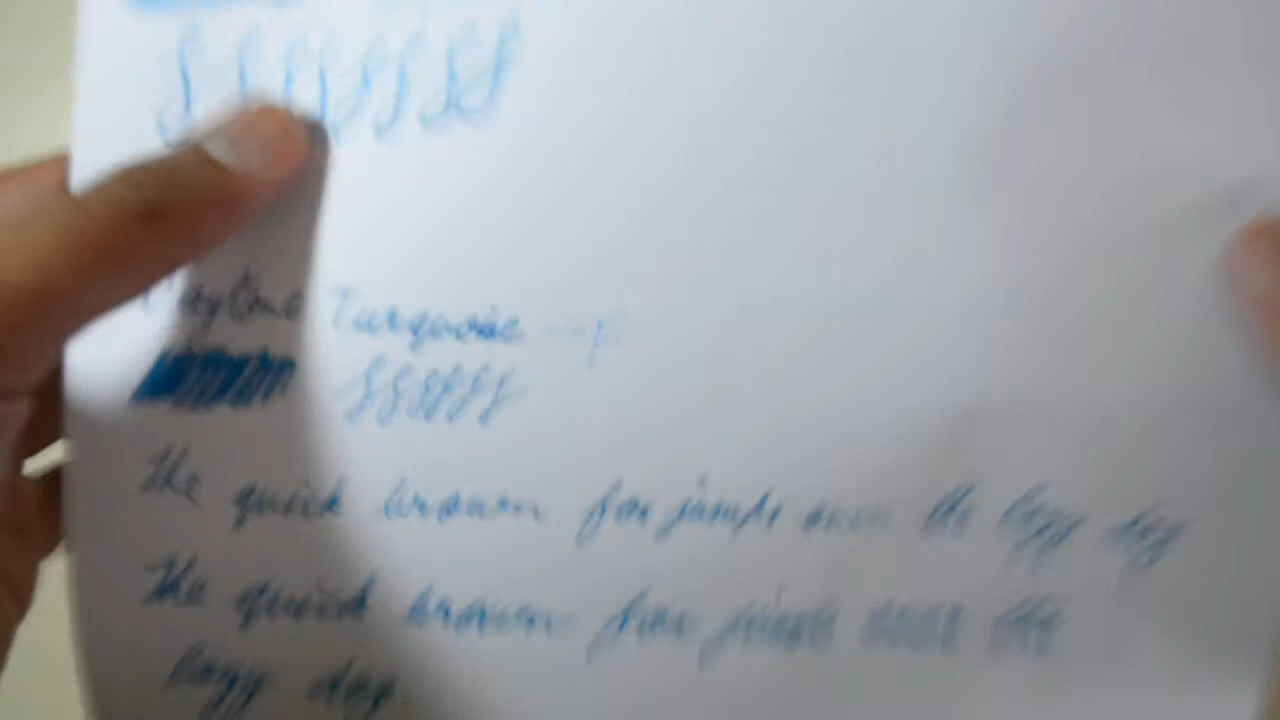 Turquoise
The quick brown fox jumps over the lazy dog
The quick brown fox jumps over the
lazy dog.